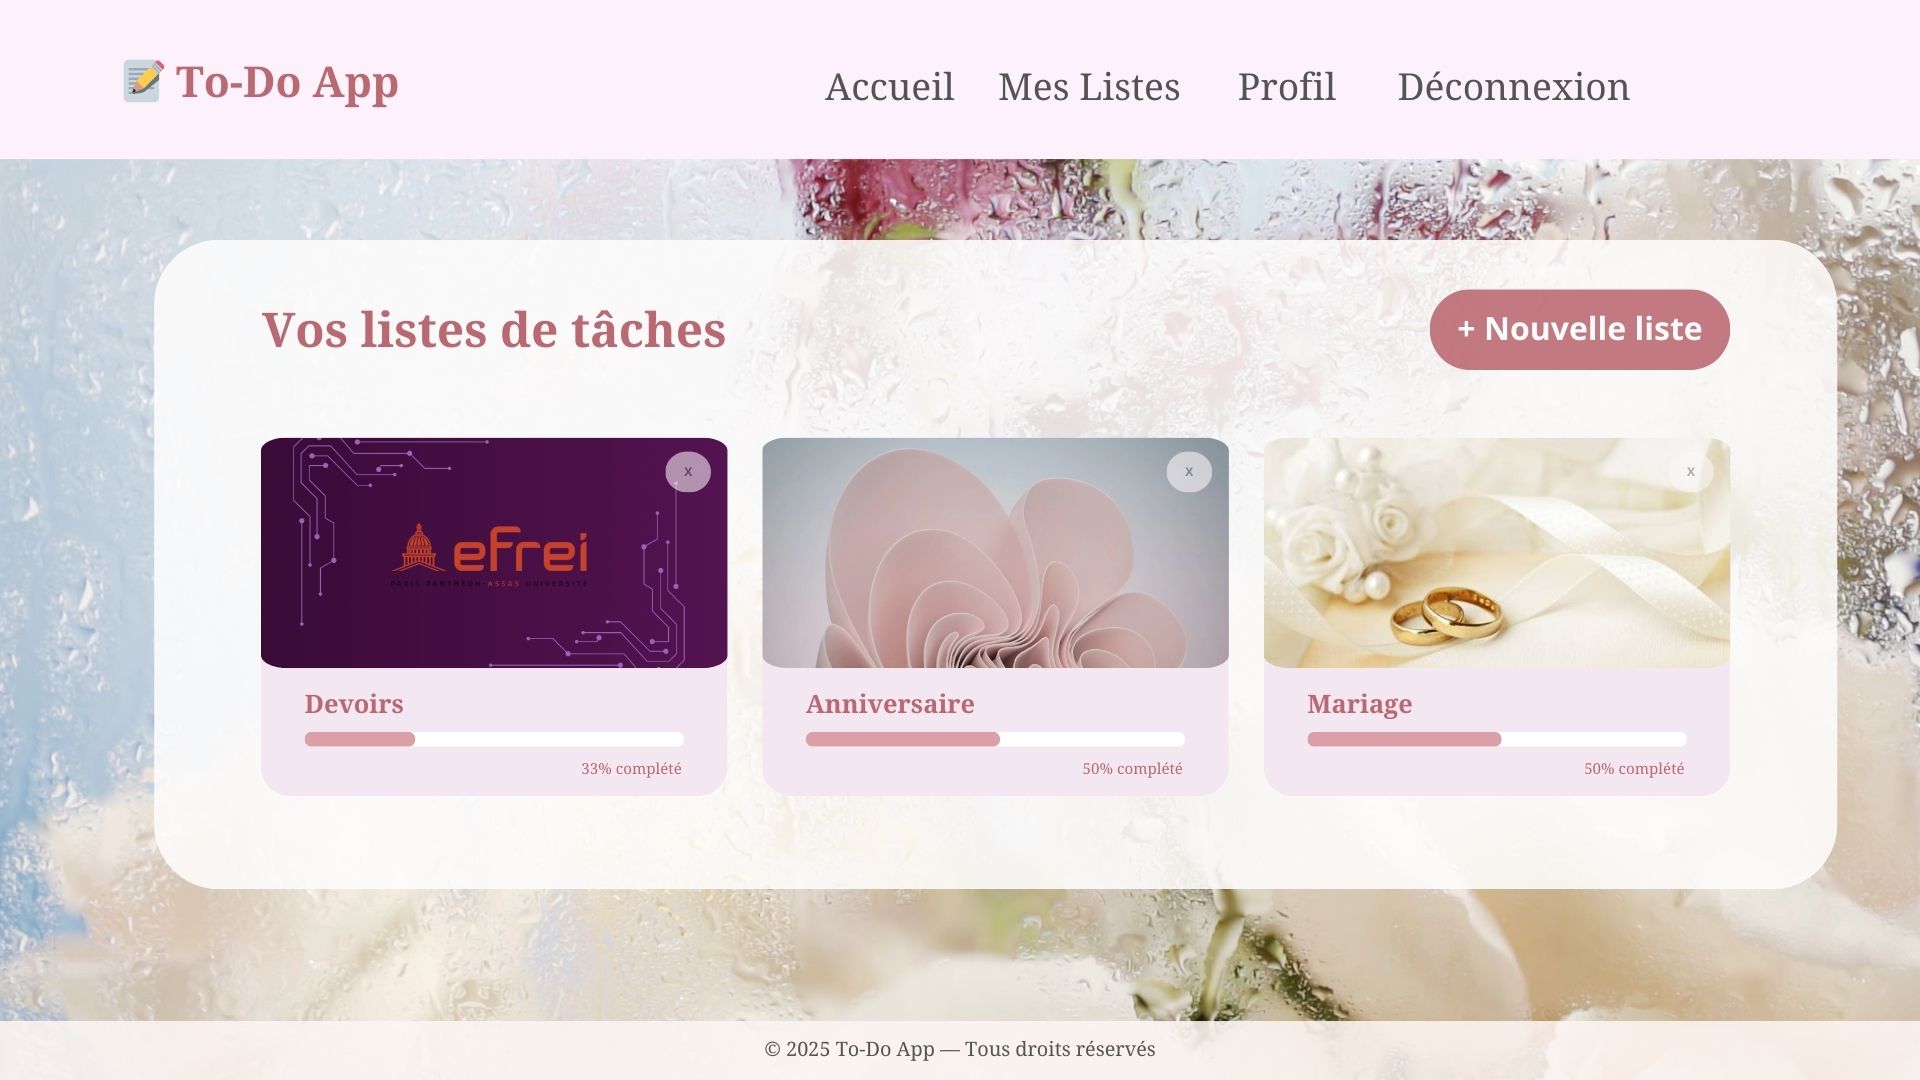 To-Do App
Accueil Mes Listes Profil Déconnexion
Vos listes de tâches
+ Nouvelle liste
x
x
x
efrei
PARIS PANTHÉON-ASSAS UNIVERSITÉ
Devoirs
33% complété
Anniversaire
50% complété
Mariage
50% complété
© 2025 To-Do App — Tous droits réservés